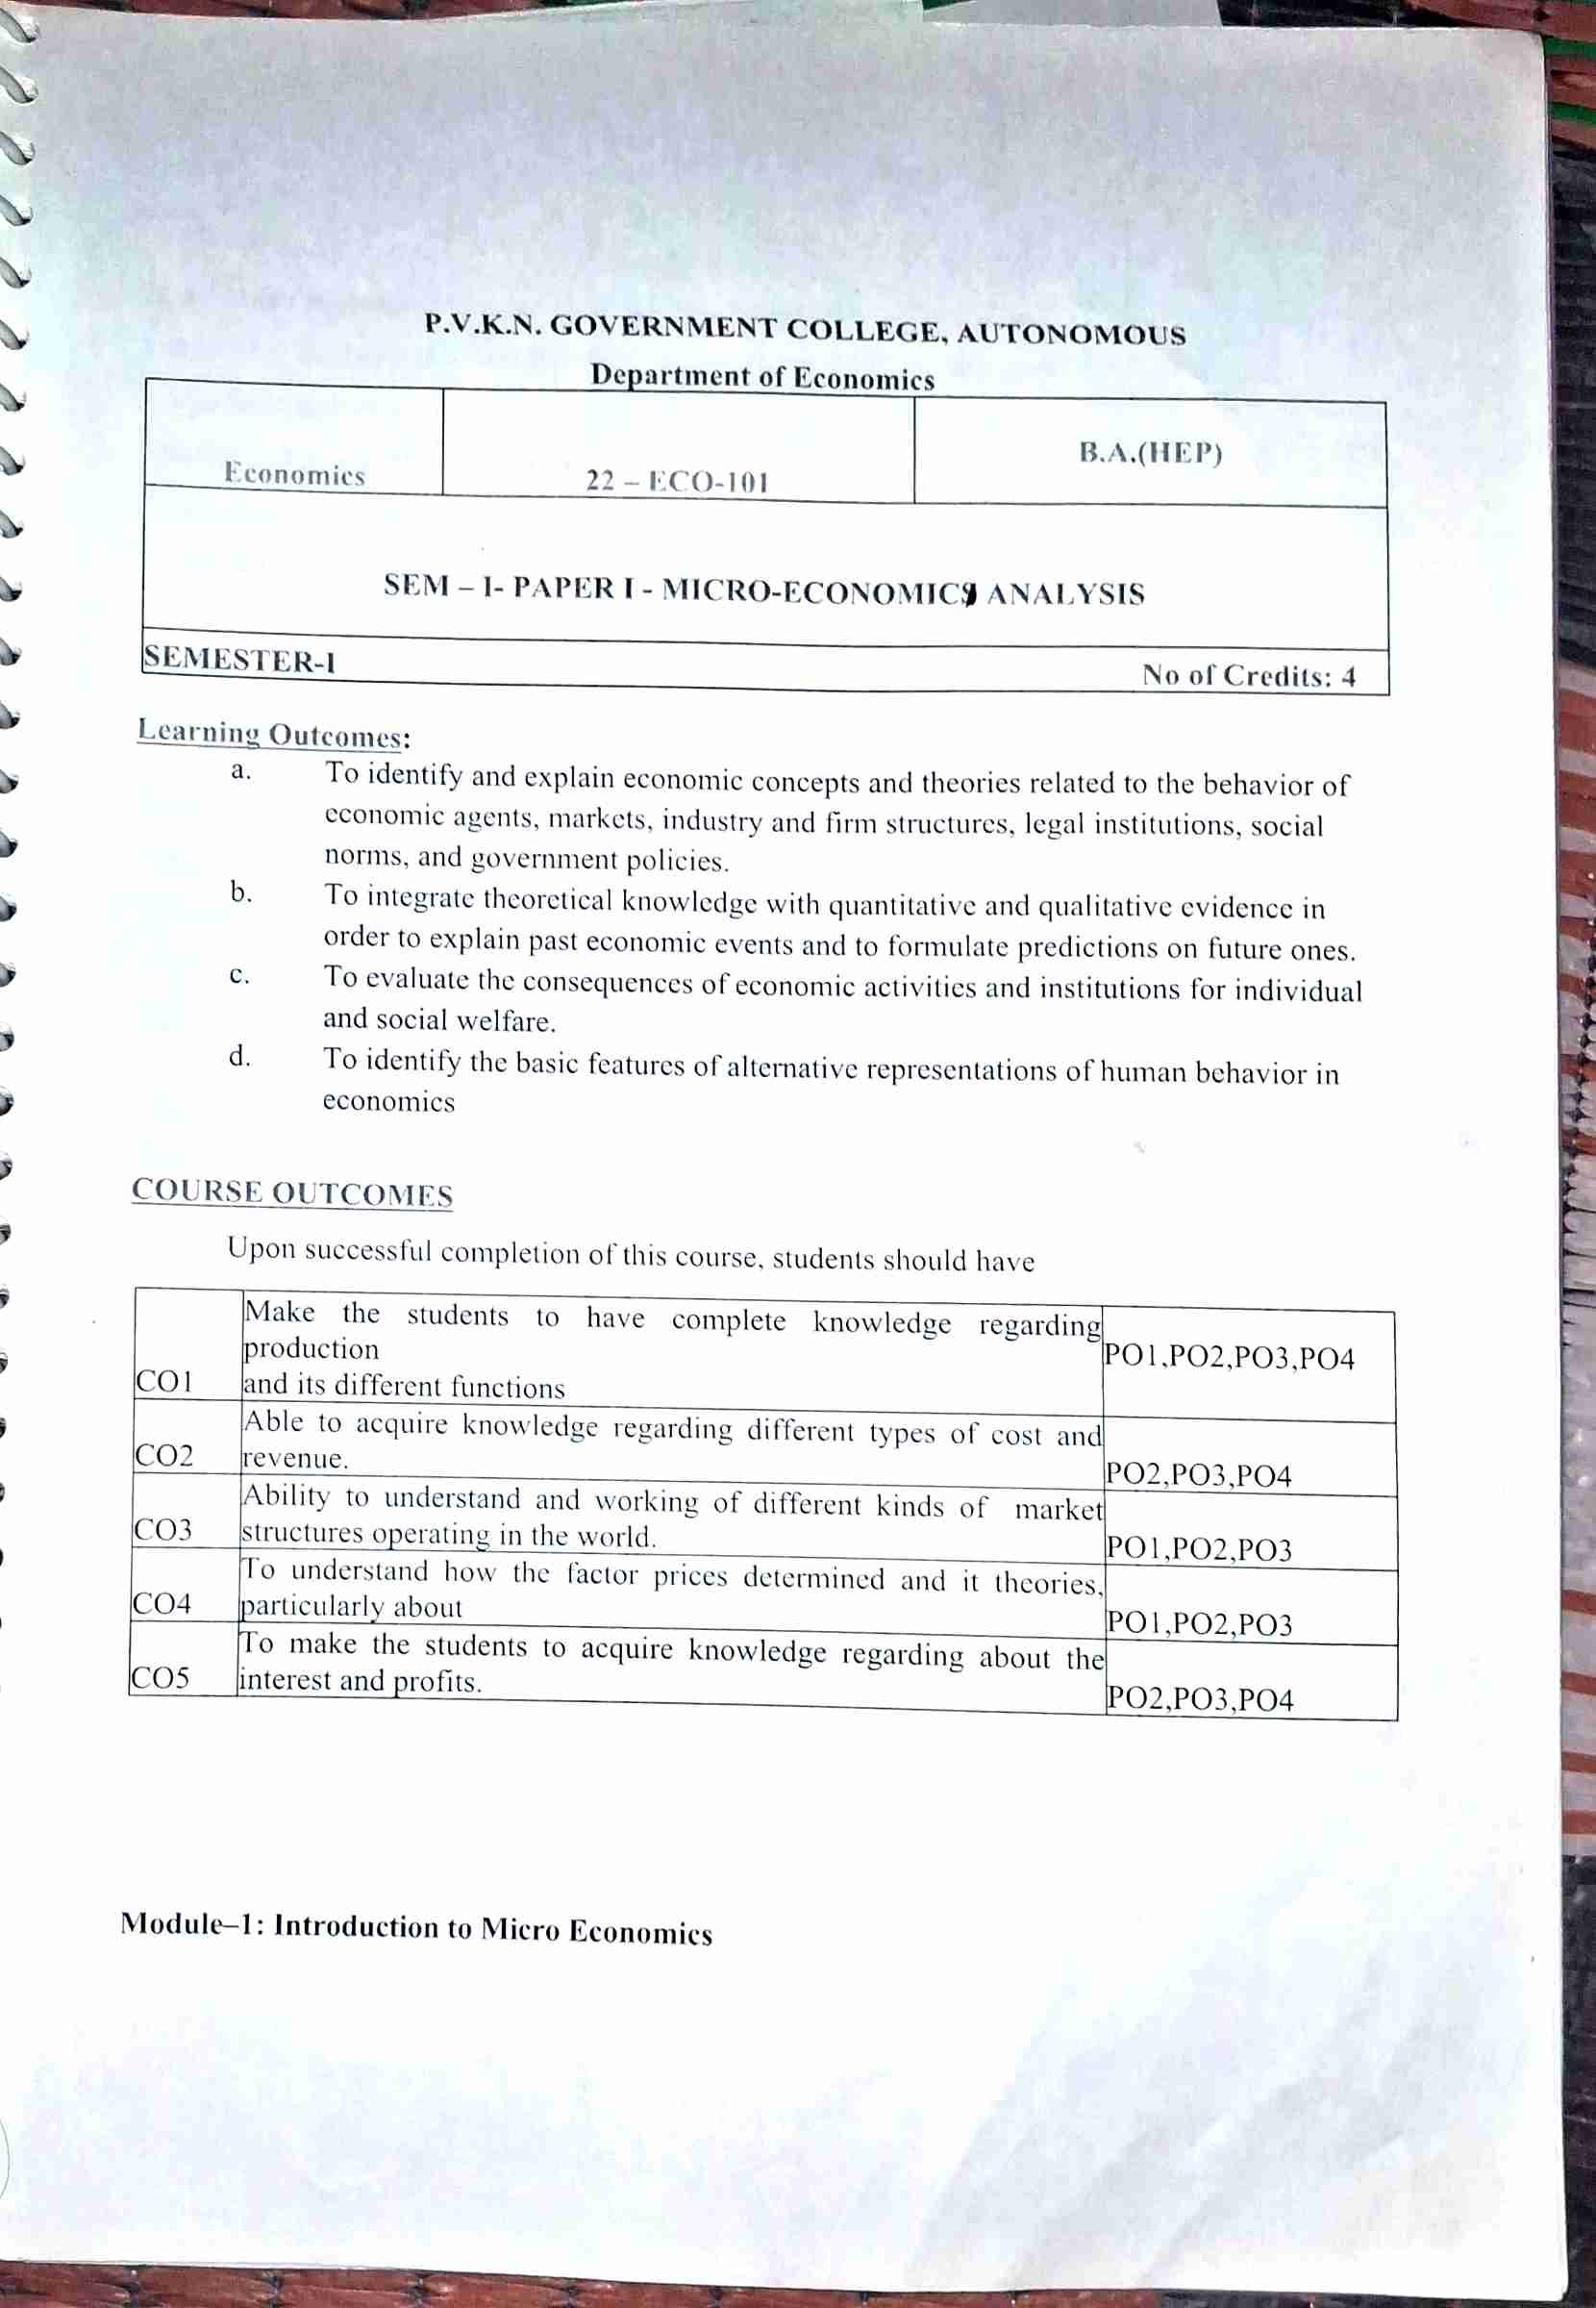 P.V.K.N. GOVERNMENT COLLEGE, AUTONOMOUS
Department of Economics
Economics
22 – ECO-101
B.A.(HEP)
SEM – I- PAPER I - MICRO-ECONOMICS ANALYSIS
SEMESTER-I
No of Credits: 4
Learning Outcomes:
a. To identify and explain economic concepts and theories related to the behavior of
economic agents, markets, industry and firm structures, legal institutions, social
norms, and government policies.
b. To integrate theoretical knowledge with quantitative and qualitative evidence in
order to explain past economic events and to formulate predictions on future ones.
c. To evaluate the consequences of economic activities and institutions for individual
and social welfare.
d. To identify the basic features of alternative representations of human behavior in
economics
COURSE OUTCOMES
Upon successful completion of this course, students should have
Make the students to have complete knowledge regarding
production
PO1,PO2,PO3,PO4
CO1 and its different functions
Able to acquire knowledge regarding different types of cost and
CO2 revenue.
PO2,PO3,PO4
Ability to understand and working of different kinds of market
CO3 structures operating in the world.
PO1,PO2,PO3
To understand how the factor prices determined and it theories,
CO4 particularly about
PO1,PO2,PO3
To make the students to acquire knowledge regarding about the
CO5 interest and profits.
PO2,PO3,PO4
Module–1: Introduction to Micro Economics